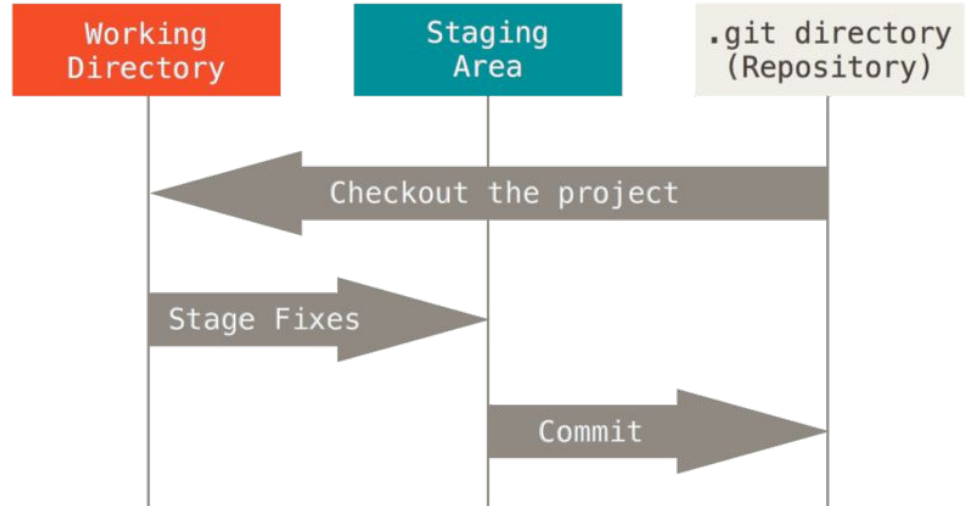 Working
Directory
Staging
Area
.git directory
(Repository)
Checkout the project
Stage Fixes
Commit